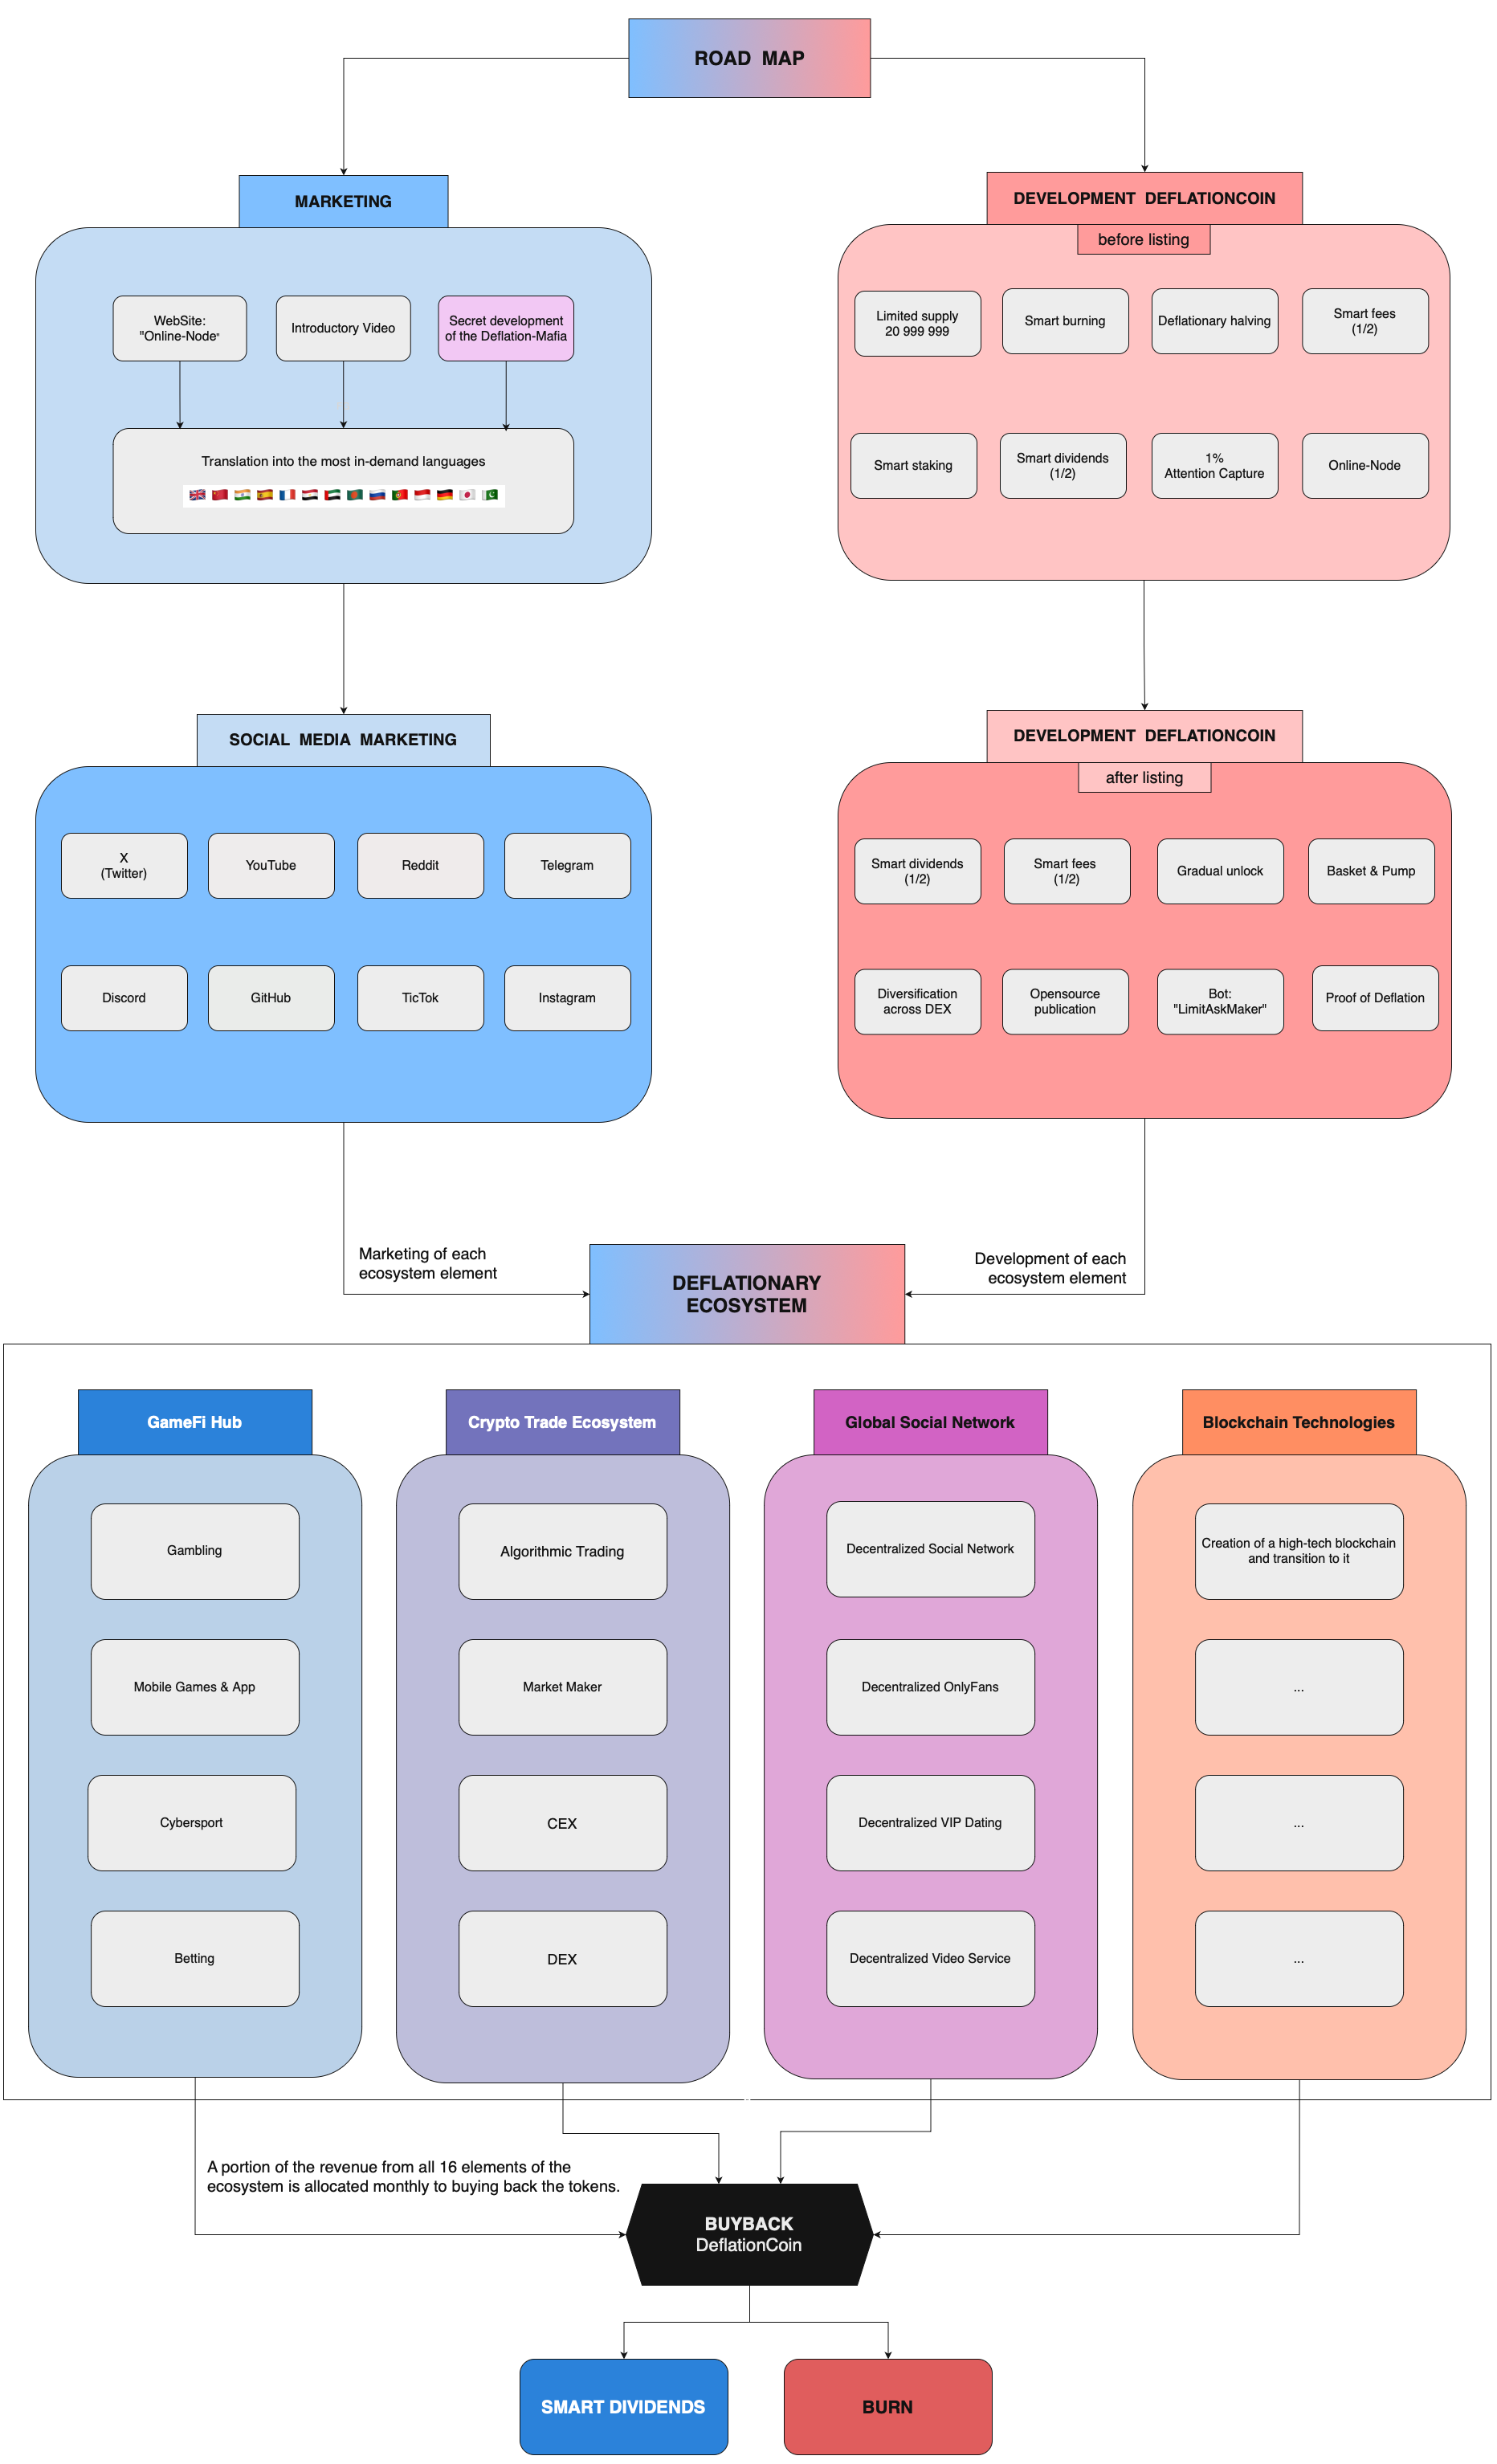 ROAD MAP
MARKETING
WebSite:
"Online-Node"
Introductory Video
Secret development
of the Deflation-Mafia
Translation into the most in-demand languages
DEVELOPMENT DEFLATIONCOIN
before listing
Limited supply
20 999 999
Smart burning
Deflationary halving
Smart fees
(1/2)
Smart staking
Smart dividends
(1/2)
1%
Attention Capture
Online-Node
SOCIAL MEDIA MARKETING
X
(Twitter)
YouTube
Reddit
Telegram
Discord
GitHub
TicTok
Instagram
DEVELOPMENT DEFLATIONCOIN
after listing
Smart dividends
(1/2)
Smart fees
(1/2)
Gradual unlock
Basket & Pump
Diversification
across DEX
Opensource
publication
Bot:
"LimitAskMaker"
Proof of Deflation
Marketing of each
ecosystem element
DEFLATIONARY
ECOSYSTEM
Development of each
ecosystem element
GameFi Hub
Gambling
Mobile Games & App
Cybersport
Betting
Crypto Trade Ecosystem
Algorithmic Trading
Market Maker
CEX
DEX
Global Social Network
Decentralized Social Network
Decentralized OnlyFans
Decentralized VIP Dating
Decentralized Video Service
Blockchain Technologies
Creation of a high-tech blockchain
and transition to it
...
...
...
A portion of the revenue from all 16 elements of the
ecosystem is allocated monthly to buying back the tokens.
BUYBACK
DeflationCoin
SMART DIVIDENDS
BURN